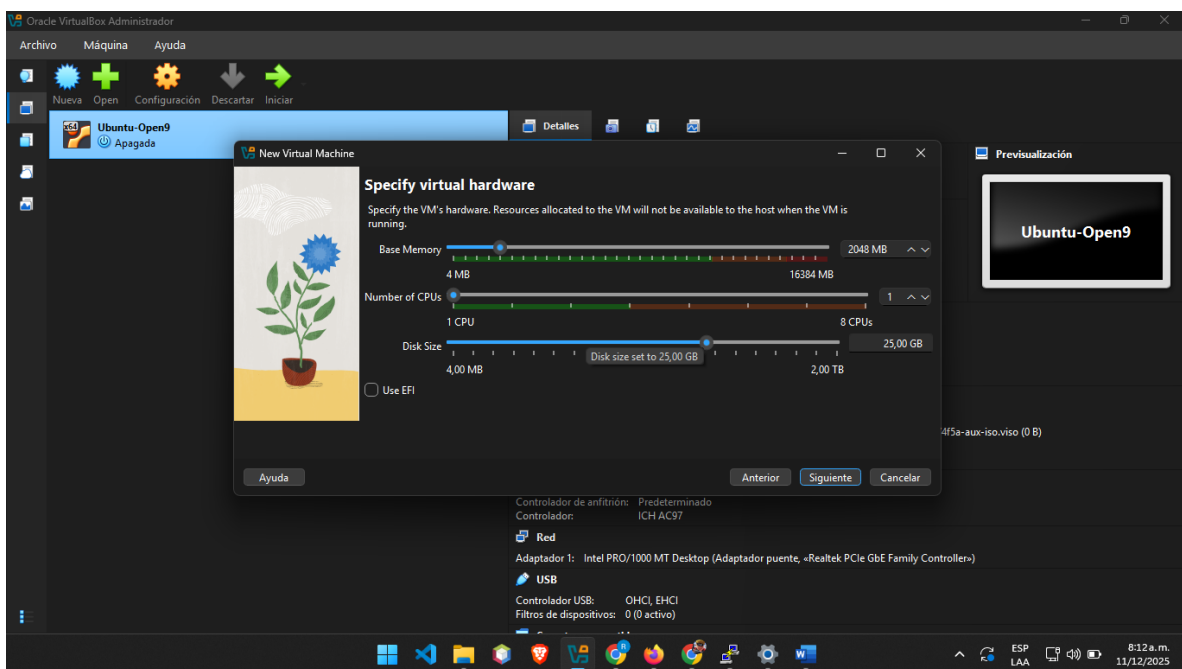 Oracle VirtualBox Administrador
Archivo Máquina Ayuda
Nueva Open Configuración Descartar Iniciar
x64 Ubuntu-Open9
Apagada
Detalles
Previsualización
Ubuntu-Open9
New Virtual Machine
Specify virtual hardware
Specify the VM's hardware. Resources allocated to the VM will not be available to the host when the VM is
running.
Base Memory 2048 MB
4 MB 16384 MB
Number of CPUs 1
1 CPU 8 CPUs
Disk Size 25,00 GB
Disk size set to 25,00 GB
4,00 MB 2,00 TB
Use EFI
4f5a-aux-iso.viso (0 B)
Ayuda Anterior Siguiente Cancelar
Controlador de anfitrión: Predeterminado
Controlador: ICH AC97
Red
Adaptador 1: Intel PRO/1000 MT Desktop (Adaptador puente, «Realtek PCIe GbE Family Controller»)
USB
Controlador USB: OHCI, EHCI
Filtros de dispositivos: 0 (0 activo)
ESP
LAA
8:12 a. m.
11/12/2025